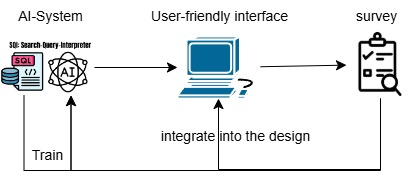 AI-System
User-friendly interface
survey
SQI: Search-Query-Interpreter
SQL
AI
integrate into the design
Train